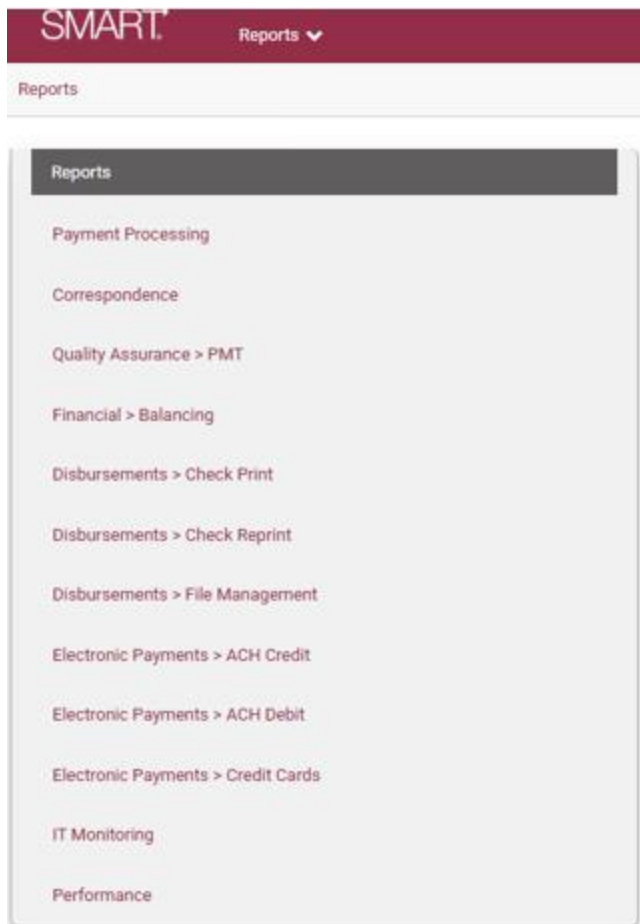 SMART.
Reports
Reports
Reports
Payment Processing
Correspondence
Quality Assurance > PMT
Financial > Balancing
Disbursements > Check Print
Disbursements > Check Reprint
Disbursements > File Management
Electronic Payments > ACH Credit
Electronic Payments > ACH Debit
Electronic Payments > Credit Cards
IT Monitoring
Performance